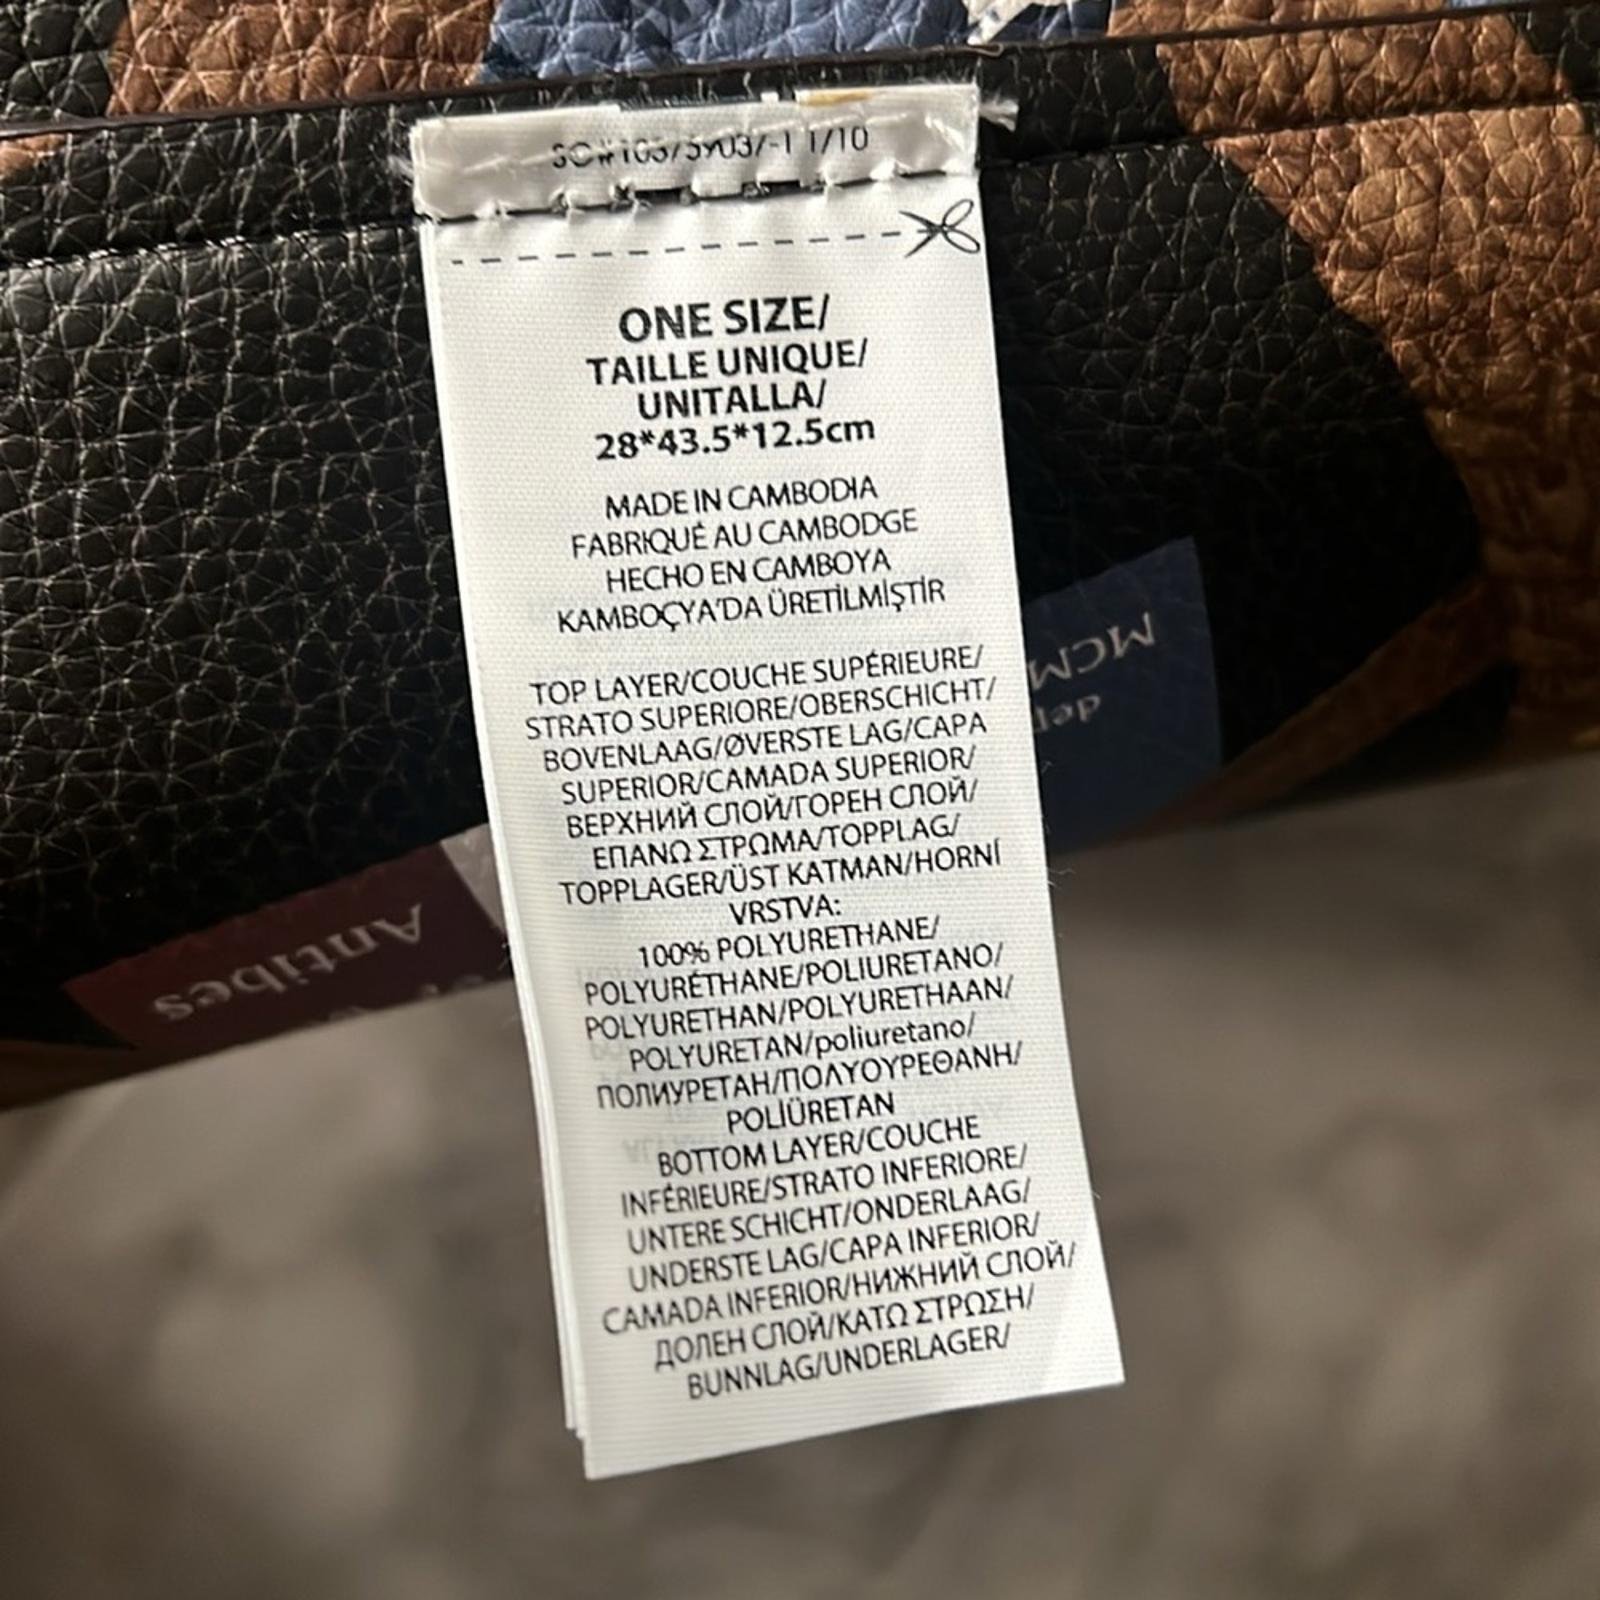 1/10
ONE SIZE/
TAILLE UNIQUE/
UNITALLA/
28*43.5*12.5cm
MADE IN CAMBODIA
FABRIQUÉ AU CAMBODGE
HECHO EN CAMBOYA
KAMBOÇYA'DA ÜRETİLMİŞTİR
TOP LAYER/COUCHE SUPÉRIEURE/
STRATO SUPERIORE/OBERSCHICHT/
BOVENLAAG/ØVERSTE LAG/CAPA
SUPERIOR/CAMADA SUPERIOR/
ВЕРХНИЙ СЛОЙ/ГОРЕН СЛОЙ/
ΕΠΑΝΩ ΣΤΡΩΜΑ/TOPPLAG/
TOPPLAGER/ÜST KATMAN/HORNÍ
VRSTVA:
100% POLYURETHANE/
POLYURÉTHANE/POLIURETANO/
POLYURETHAN/POLYURETHAAN/
POLYURETAN/poliuretano/
ПОЛИУРЕТАН/ΠΟΛΥΟΥΡΕΘΑΝΗ/
POLİÜRETAN
BOTTOM LAYER/COUCHE
INFÉRIEURE/STRATO INFERIORE/
UNTERE SCHICHT/ONDERLAAG/
UNDERSTE LAG/CAPA INFERIOR/
CAMADA INFERIOR/НИЖНИЙ СЛОЙ/
ДОЛЕН СЛОЙ/ΚΑΤΩ ΣΤΡΩΣΗ/
BUNNLAG/UNDERLAGER/
MCM
Antibes